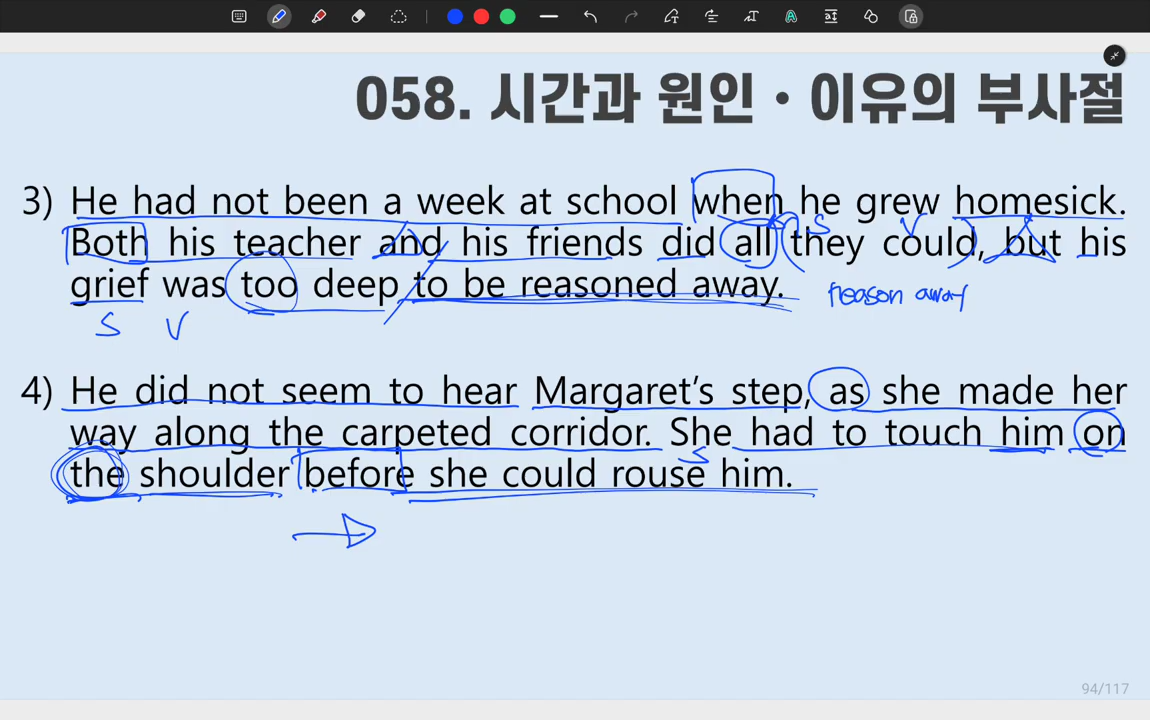 058. 시간과 원인・이유의 부사절
3) He had not been a week at school when he grew homesick.
Both his teacher and his friends did all they could, but his
grief was too deep to be reasoned away.
reason away
S V
S V
4) He did not seem to hear Margaret's step, as she made her
way along the carpeted corridor. She had to touch him on
the shoulder before she could rouse him.
S
94/117